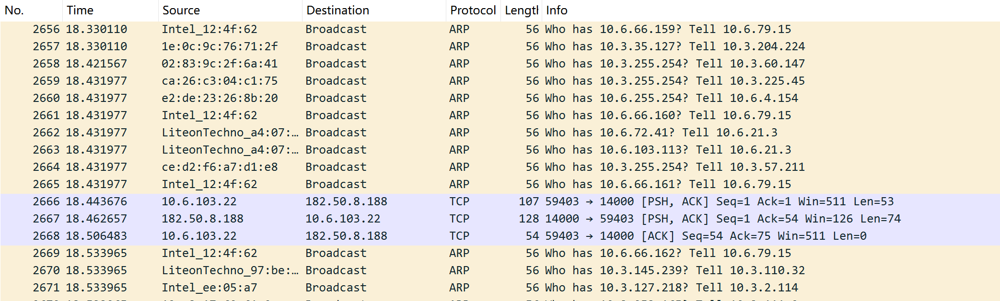 No. Time Source Destination Protocol Length Info
2656 18.330110 Intel_12:4f:62 Broadcast ARP 56 Who has 10.6.66.159? Tell 10.6.79.15
2657 18.330110 1e:0c:9c:76:71:2f Broadcast ARP 56 Who has 10.3.35.127? Tell 10.3.204.224
2658 18.421567 02:83:9c:2f:6a:41 Broadcast ARP 56 Who has 10.3.255.254? Tell 10.3.60.147
2659 18.431977 ca:26:c3:04:c1:75 Broadcast ARP 56 Who has 10.3.255.254? Tell 10.3.225.45
2660 18.431977 e2:de:23:26:8b:20 Broadcast ARP 56 Who has 10.6.255.254? Tell 10.6.4.154
2661 18.431977 Intel_12:4f:62 Broadcast ARP 56 Who has 10.6.66.160? Tell 10.6.79.15
2662 18.431977 LiteonTechno_a4:07:… Broadcast ARP 56 Who has 10.6.72.41? Tell 10.6.21.3
2663 18.431977 LiteonTechno_a4:07:… Broadcast ARP 56 Who has 10.6.103.113? Tell 10.6.21.3
2664 18.431977 ce:d2:f6:a7:d1:e8 Broadcast ARP 56 Who has 10.3.255.254? Tell 10.3.57.211
2665 18.431977 Intel_12:4f:62 Broadcast ARP 56 Who has 10.6.66.161? Tell 10.6.79.15
2666 18.443676 10.6.103.22 182.50.8.188 TCP 107 59403 → 14000 [PSH, ACK] Seq=1 Ack=1 Win=511 Len=53
2667 18.462657 182.50.8.188 10.6.103.22 TCP 128 14000 → 59403 [PSH, ACK] Seq=1 Ack=54 Win=126 Len=74
2668 18.506483 10.6.103.22 182.50.8.188 TCP 54 59403 → 14000 [ACK] Seq=54 Ack=75 Win=511 Len=0
2669 18.533965 Intel_12:4f:62 Broadcast ARP 56 Who has 10.6.66.162? Tell 10.6.79.15
2670 18.533965 LiteonTechno_97:be:… Broadcast ARP 56 Who has 10.3.145.239? Tell 10.3.110.32
2671 18.533965 Intel_ee:05:a7 Broadcast ARP 56 Who has 10.3.127.218? Tell 10.3.2.114